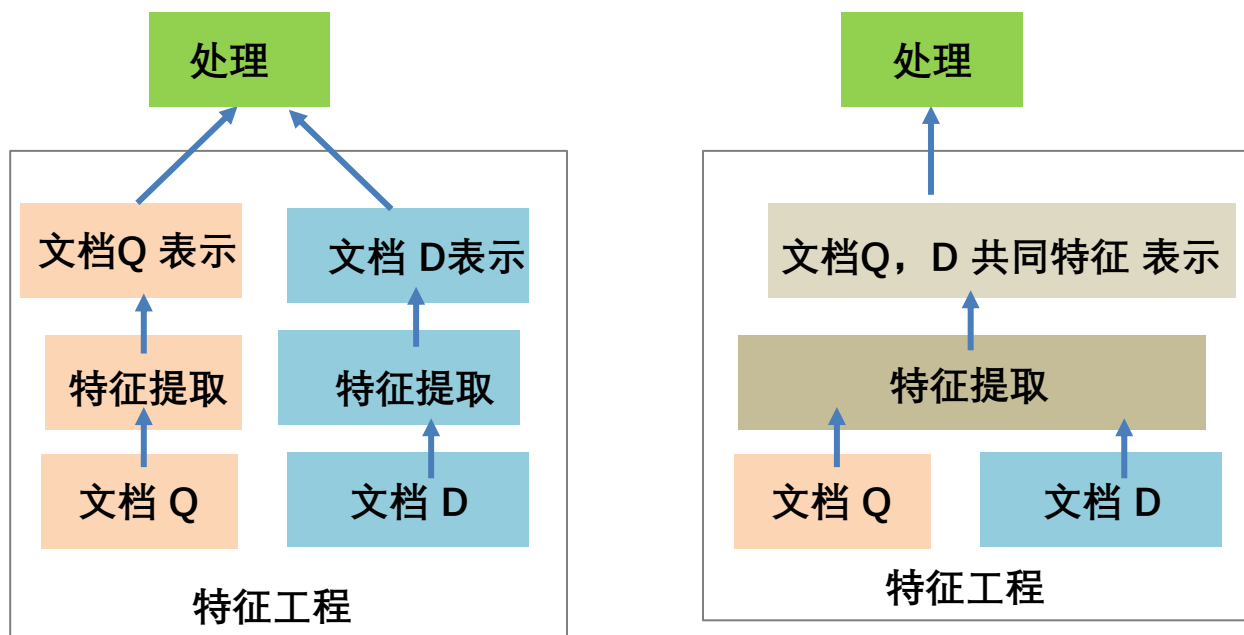 处理
文档Q 表示
文档 D表示
特征提取
特征提取
文档 Q
文档 D
特征工程
处理
文档Q，D 共同特征 表示
特征提取
文档 Q
文档 D
特征工程